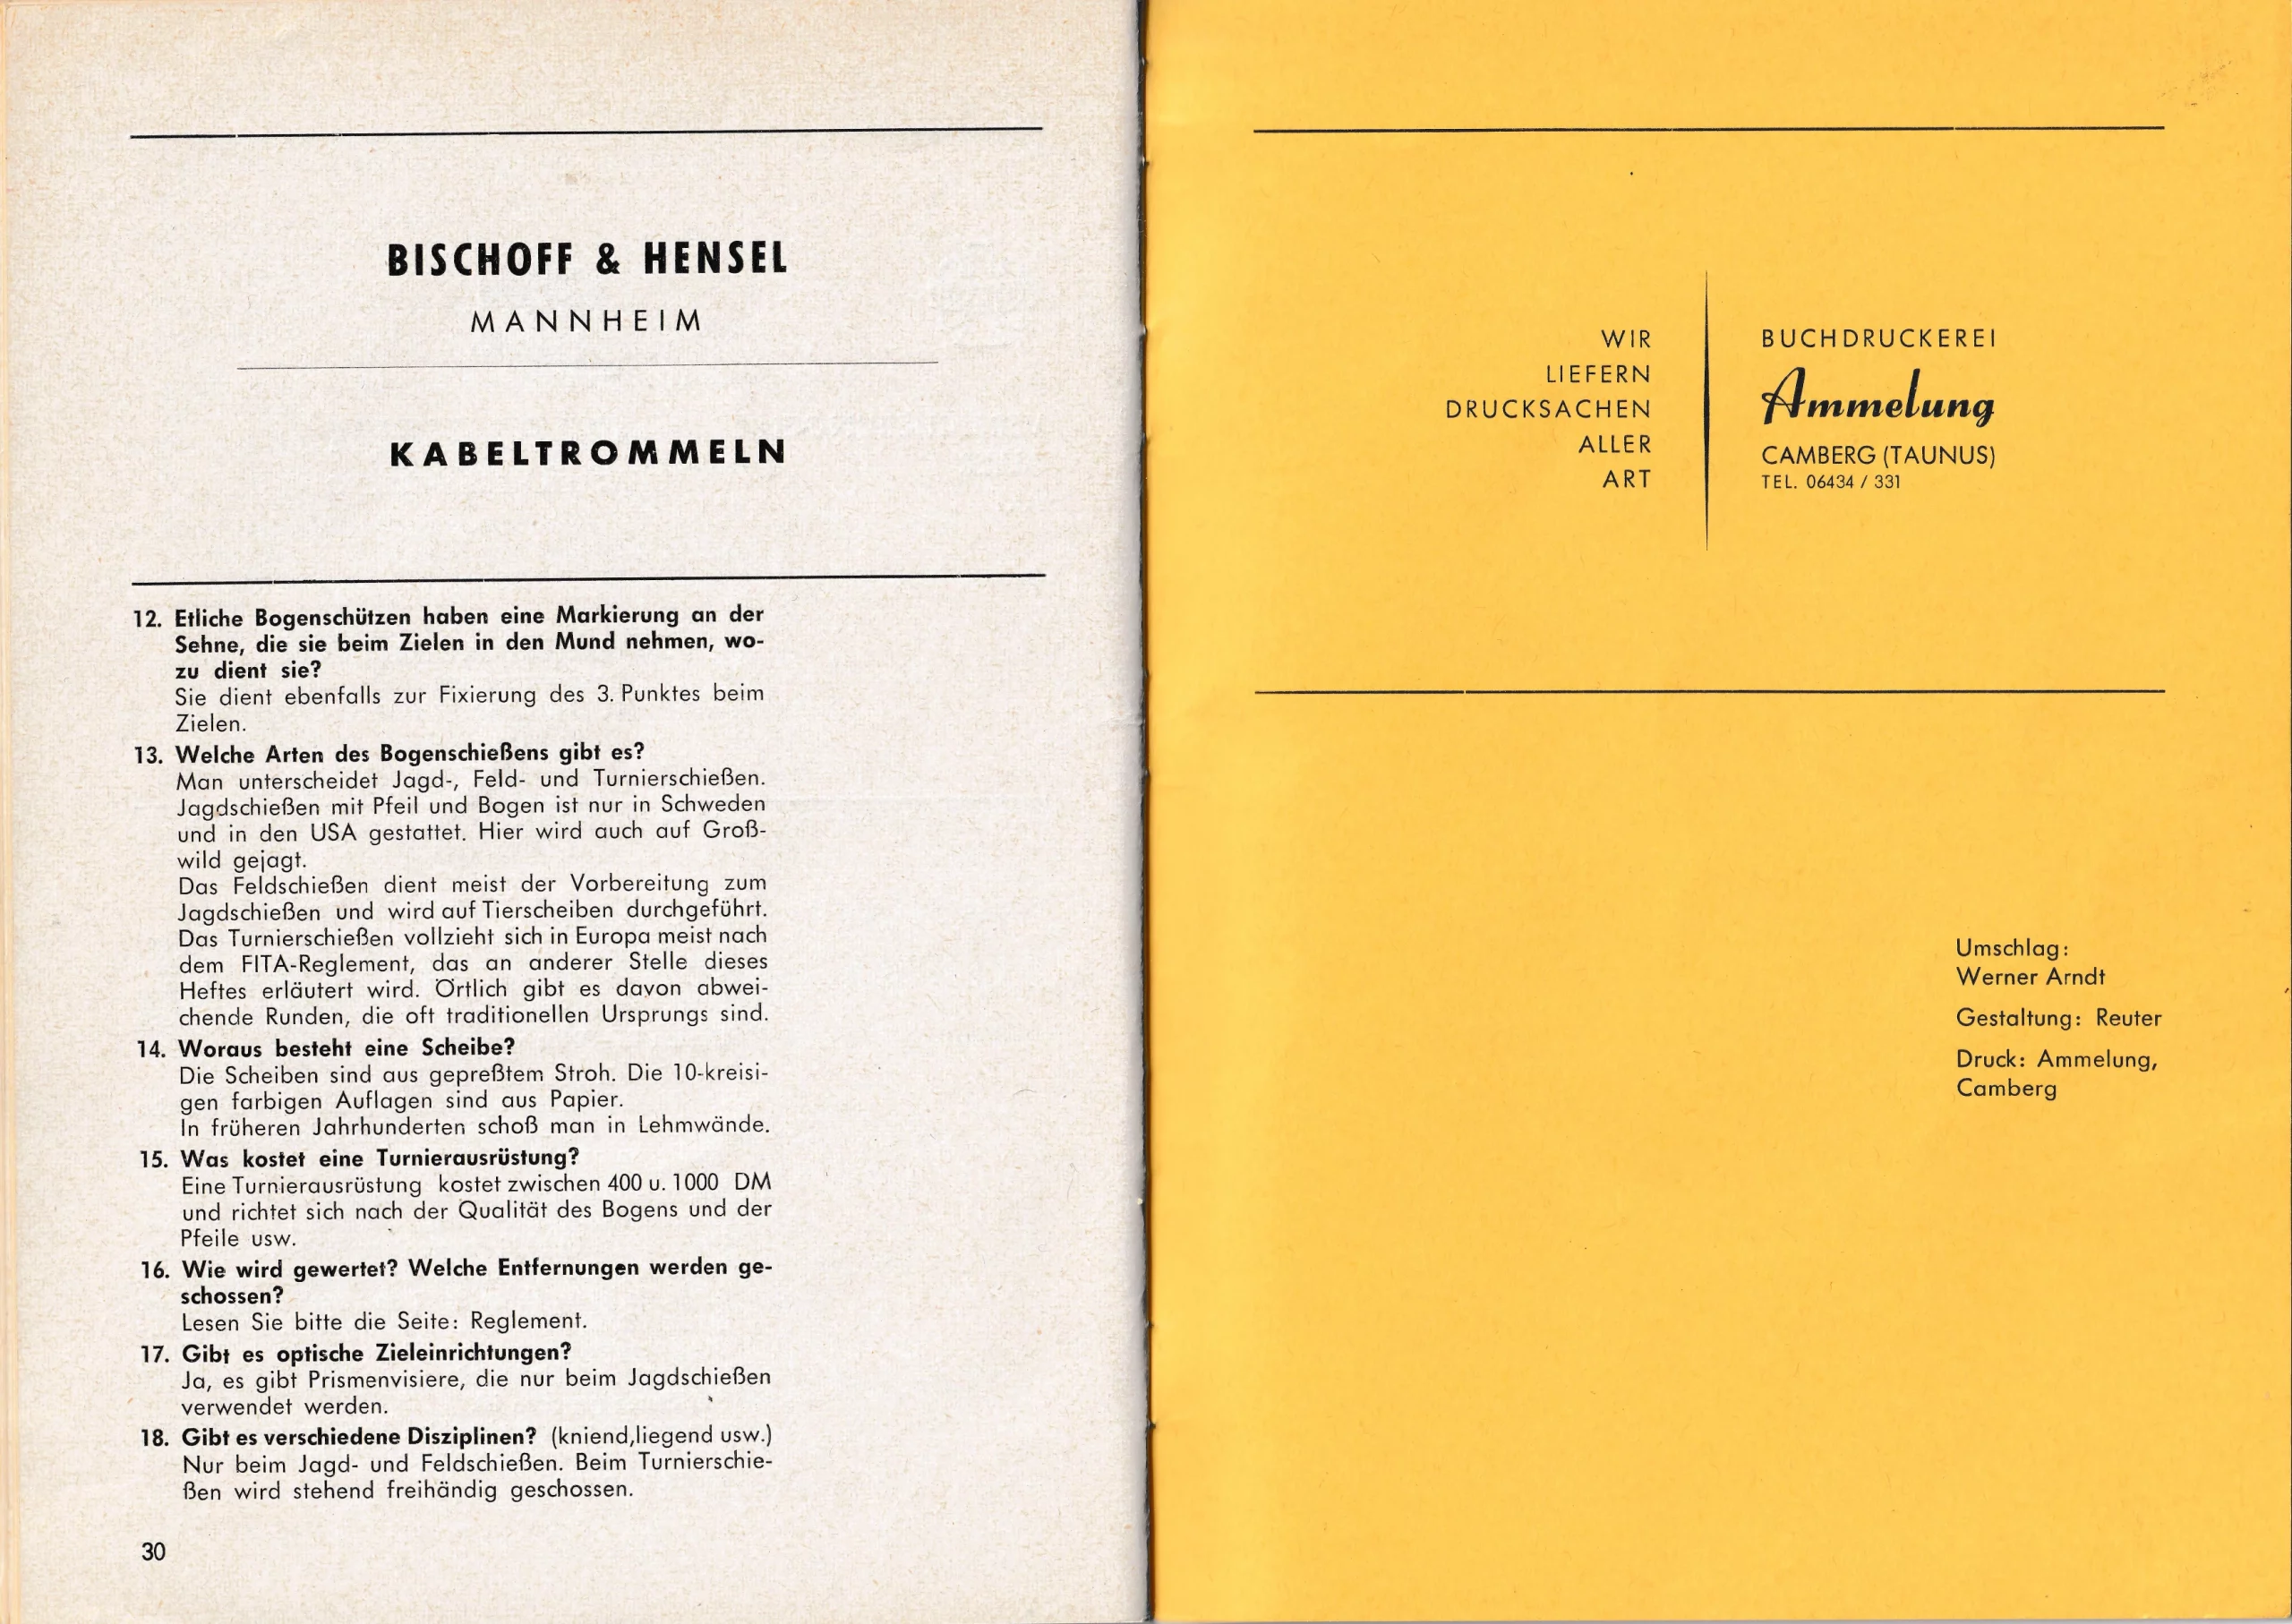 BISCHOFF & HENSEL
MANNHEIM
KABELTROMMELN
12. Etliche Bogenschützen haben eine Markierung an der
Sehne, die sie beim Zielen in den Mund nehmen, wo-
zu dient sie?
Sie dient ebenfalls zur Fixierung des 3. Punktes beim
Zielen.
13. Welche Arten des Bogenschießens gibt es?
Man unterscheidet Jagd-, Feld- und Turnierschießen.
Jagdschießen mit Pfeil und Bogen ist nur in Schweden
und in den USA gestattet. Hier wird auch auf Groß-
wild gejagt.
Das Feldschießen dient meist der Vorbereitung zum
Jagdschießen und wird auf Tierscheiben durchgeführt.
Das Turnierschießen vollzieht sich in Europa meist nach
dem FITA-Reglement, das an anderer Stelle dieses
Heftes erläutert wird. Örtlich gibt es davon abwei-
chende Runden, die oft traditionellen Ursprungs sind.
14. Woraus besteht eine Scheibe?
Die Scheiben sind aus gepreßtem Stroh. Die 10-kreisi-
gen farbigen Auflagen sind aus Papier.
In früheren Jahrhunderten schoß man in Lehmwände.
15. Was kostet eine Turnierausrüstung?
Eine Turnierausrüstung kostet zwischen 400 u. 1000 DM
und richtet sich nach der Qualität des Bogens und der
Pfeile usw.
16. Wie wird gewertet? Welche Entfernungen werden ge-
schossen?
Lesen Sie bitte die Seite: Reglement.
17. Gibt es optische Zieleinrichtungen?
Ja, es gibt Prismenvisiere, die nur beim Jagdschießen
verwendet werden.
18. Gibt es verschiedene Disziplinen? (kniend,liegend usw.)
Nur beim Jagd- und Feldschießen. Beim Turnierschie-
ßen wird stehend freihändig geschossen.
30
WIR
LIEFERN
DRUCKSACHEN
ALLER
ART
BUCHDRUCKEREI
Ammelung
CAMBERG (TAUNUS)
TEL. 06434 / 331
Umschlag:
Werner Arndt
Gestaltung: Reuter
Druck: Ammelung,
Camberg